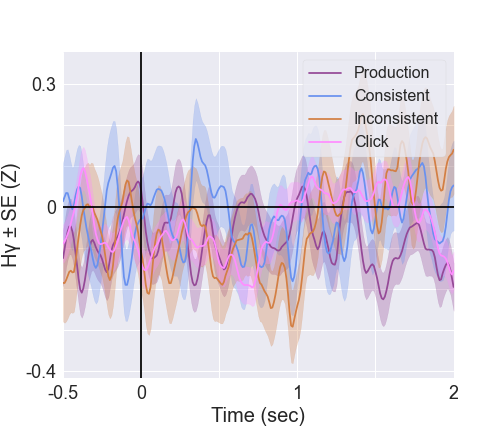 Production
Consistent
Inconsistent
Click
0.3
0
-0.4
Hγ ± SE (Z)
-0.5
0
1
2
Time (sec)